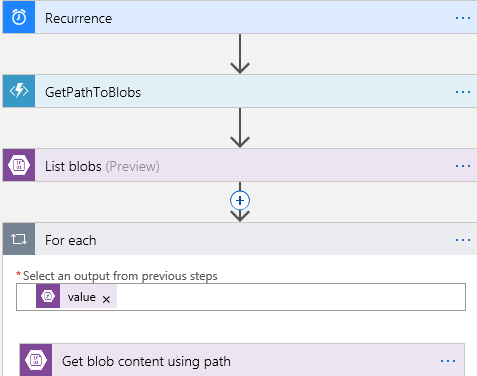 Recurrence
GetPathToBlobs
List blobs (Preview)
For each
*Select an output from previous steps
value ×
Get blob content using path